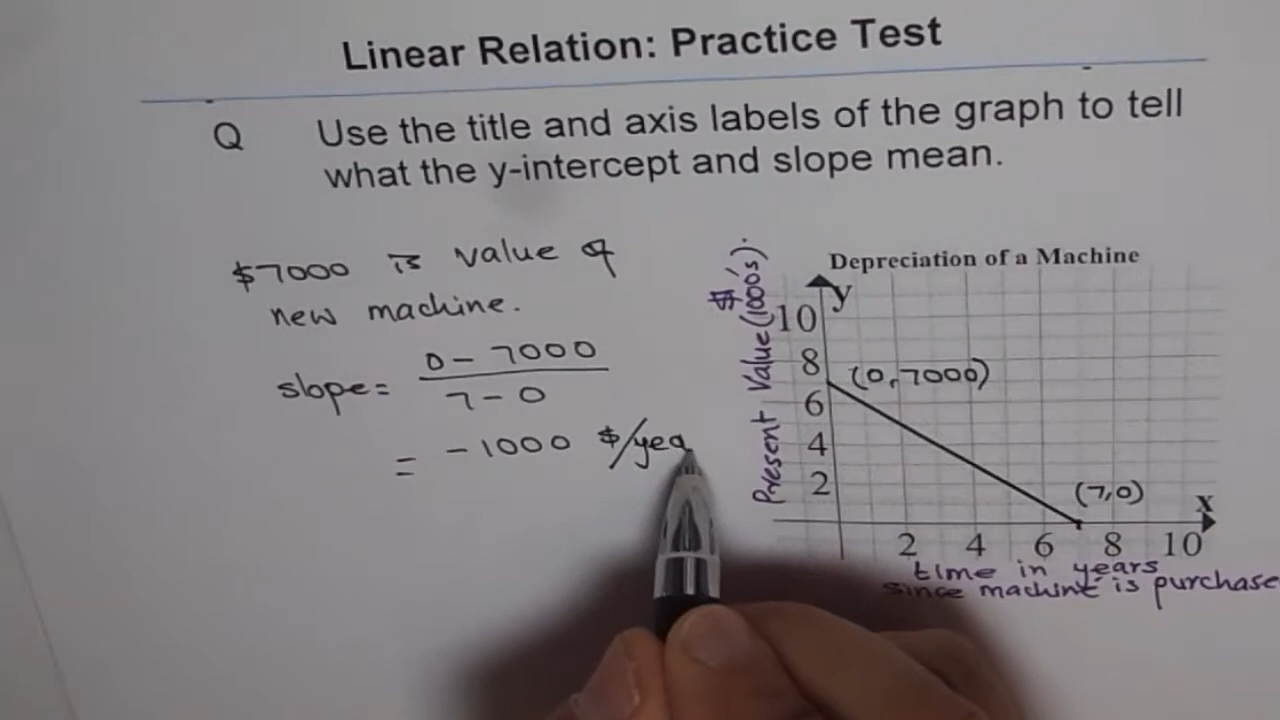 Linear Relation: Practice Test
Q Use the title and axis labels of the graph to tell
what the y-intercept and slope mean.
$7000 is value of
new machine.
slope = 0 - 7000
7 - 0
= - 1000 $/yea
Depreciation of a Machine
Present Value ($ 1000's).
y
10
8
6
4
2
(0, 7000)
(7,0)
x
2 4 6 8 10
time in years
since machine is purchase